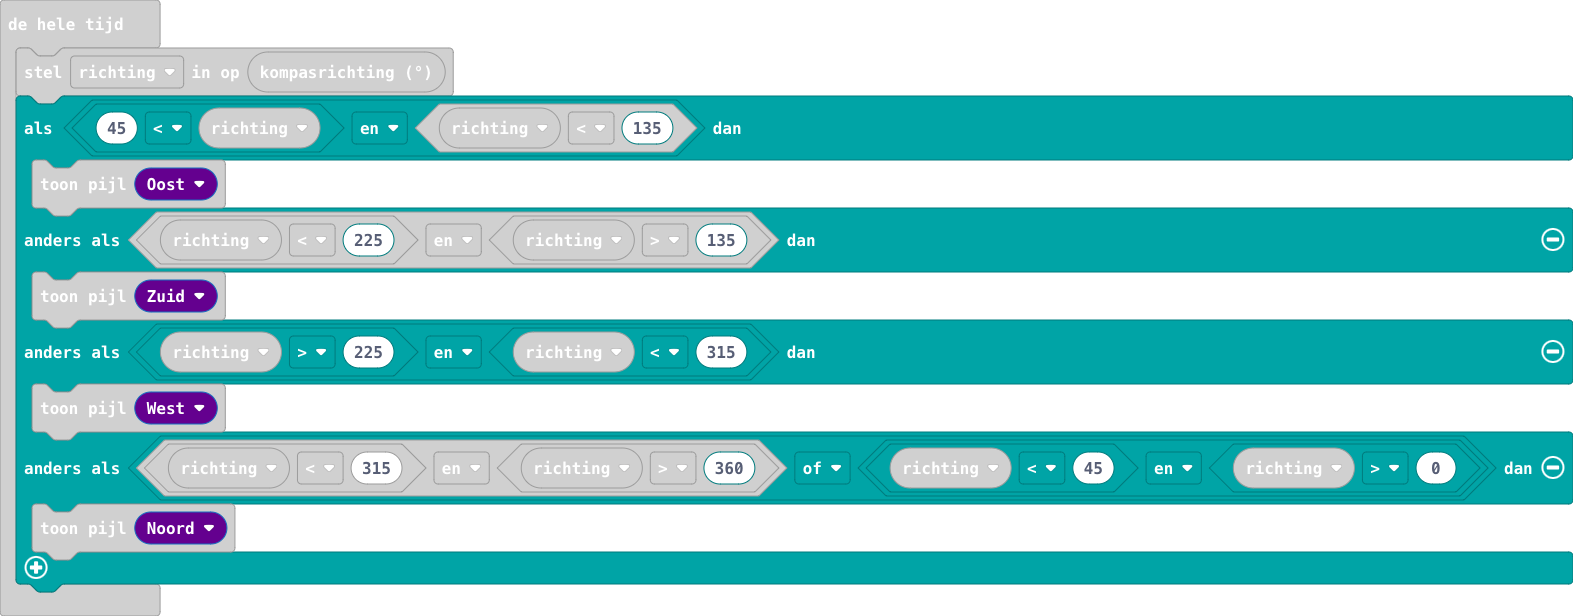 de hele tijd
stel richting in op kompasrichting (°)
als 45 < richting en richting < 135 dan
toon pijl Oost
anders als richting < 225 en richting > 135 dan
toon pijl Zuid
anders als richting > 225 en richting < 315 dan
toon pijl West
anders als richting < 315 en richting > 360 of richting < 45 en richting > 0 dan
toon pijl Noord